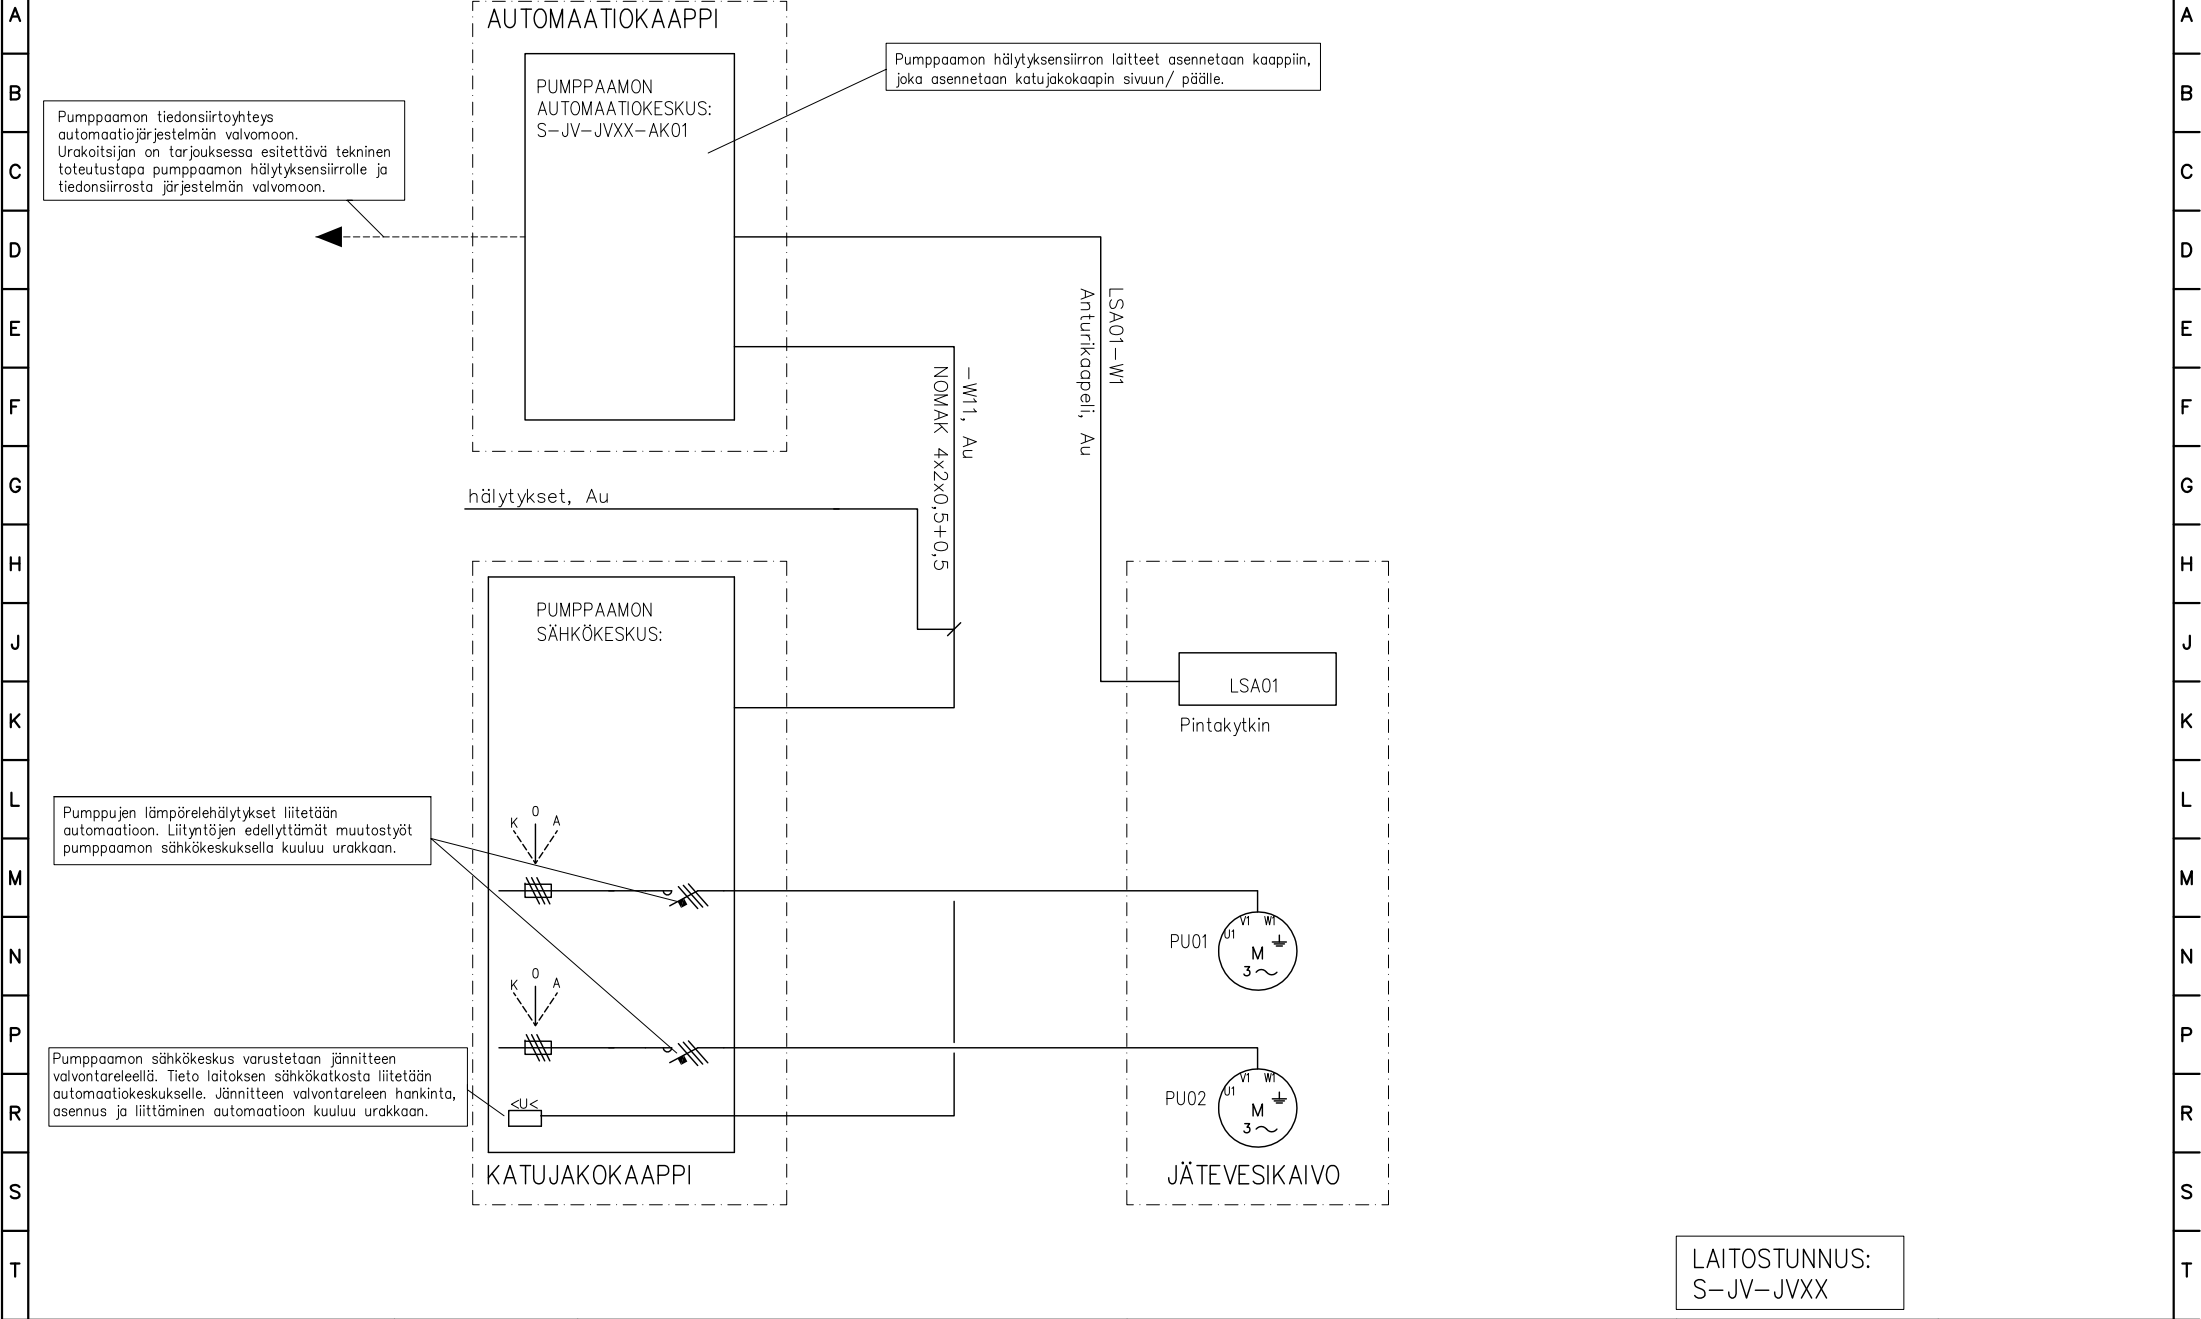 A
B
C
D
E
F
G
H
J
K
L
M
N
P
R
S
T
AUTOMAATIOKAAPPI
PUMPPAAMON
AUTOMAATIOKESKUS:
S-JV-JVXX-AK01
Pumppaamon hälytyksensiirron laitteet asennetaan kaappiin,
joka asennetaan katujakokaapin sivuun/ päälle.
Pumppaamon tiedonsiirtoyhteys
automaatiojärjestelmän valvomoon.
Urakoitsijan on tarjouksessa esitettävä tekninen
toteutustapa pumppaamon hälytyksensiirrolle ja
tiedonsiirrosta järjestelmän valvomoon.
LSA01-W1
Anturikaapeli, Au
-W11, Au
NOMAK 4x2x0,5+0,5
hälytykset, Au
PUMPPAAMON
SÄHKÖKESKUS:
LSA01
Pintakytkin
Pumppujen lämpörelehälytykset liitetään
automaatioon. Liityntöjen edellyttämät muutostyöt
pumppaamon sähkökeskuksella kuuluu urakkaan.
K 0 A
PU01
U1 V1 W1
M
3~
K 0 A
Pumppaamon sähkökeskus varustetaan jännitteen
valvontareleellä. Tieto laitoksen sähkökatkosta liitetään
automaatiokeskukselle. Jännitteen valvontareleen hankinta,
asennus ja liittäminen automaatioon kuuluu urakkaan.
<U<
PU02
U1 V1 W1
M
3~
KATUJAKOKAAPPI
JÄTEVESIKAIVO
LAITOSTUNNUS:
S-JV-JVXX
A
B
C
D
E
F
G
H
J
K
L
M
N
P
R
S
T